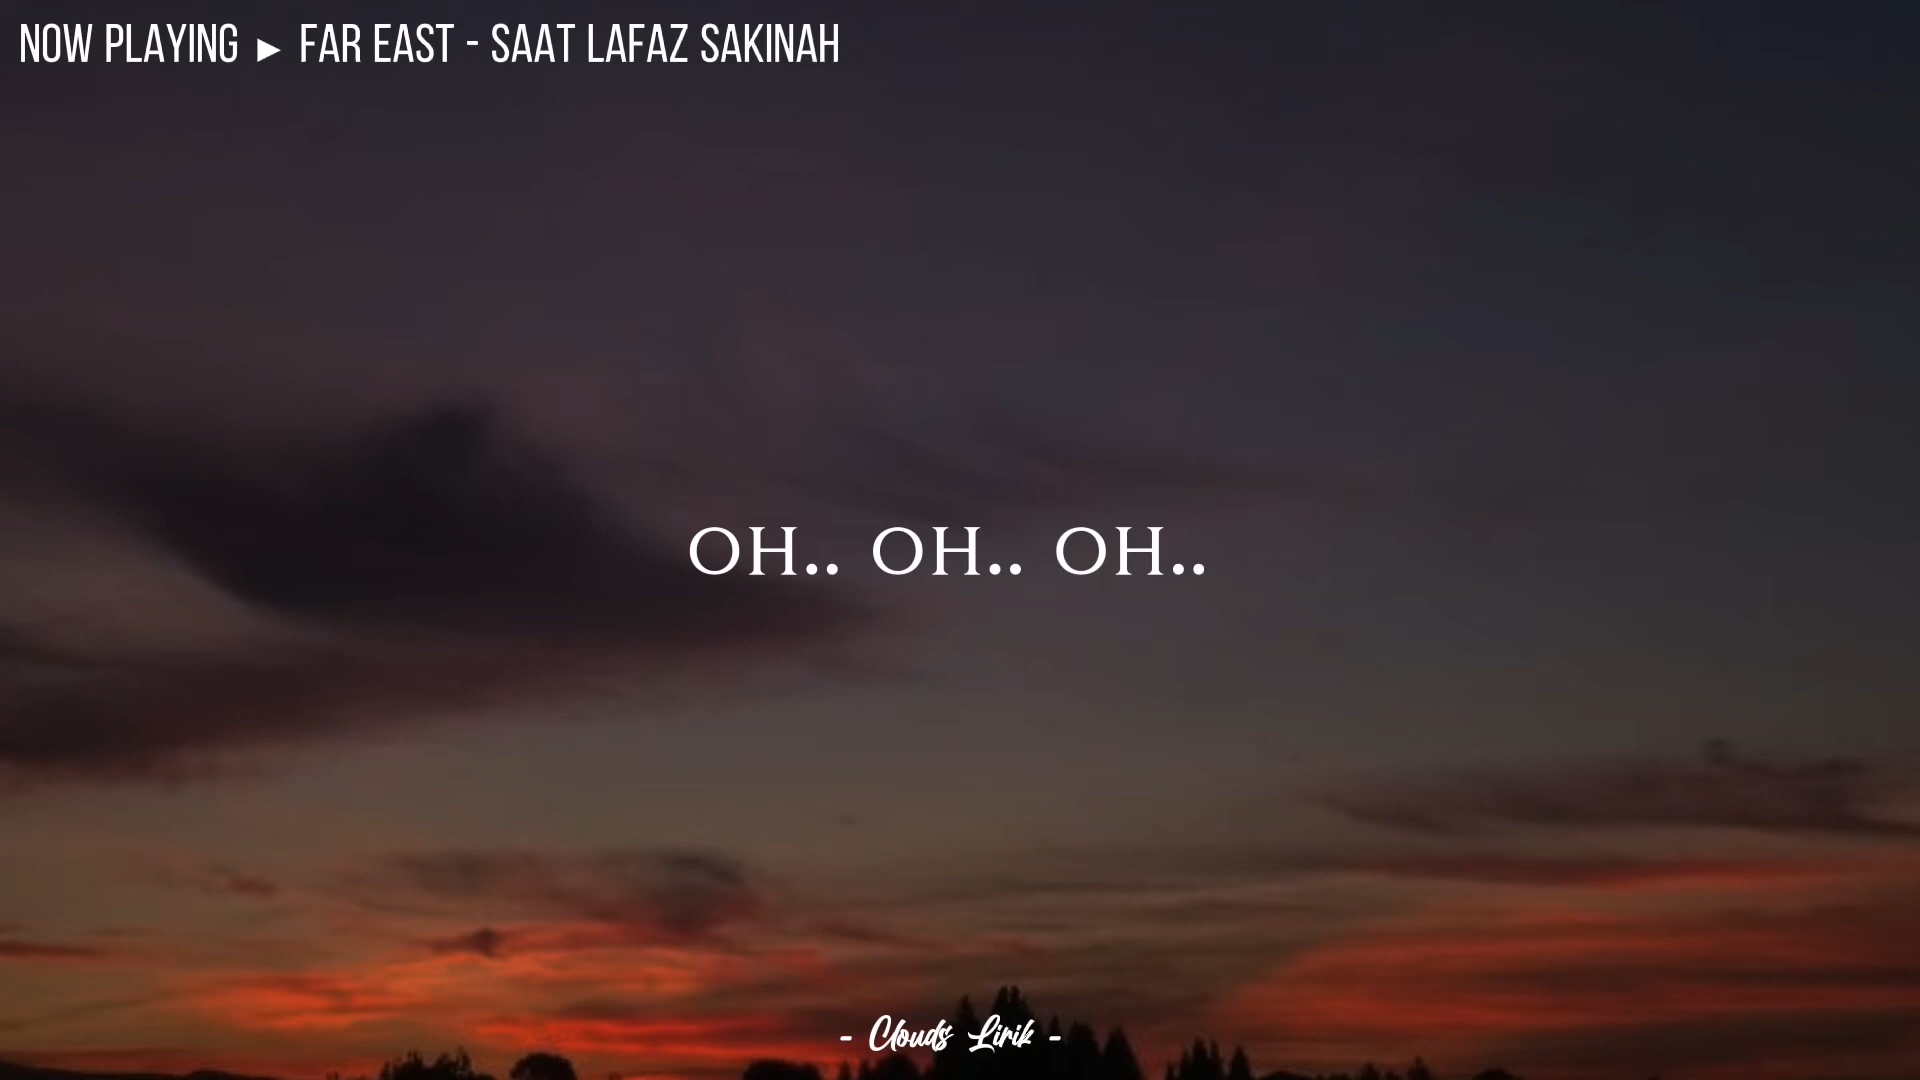 NOW PLAYING ► FAR EAST - SAAT LAFAZ SAKINAH
OH.. OH.. OH..
- Clouds Lirik -